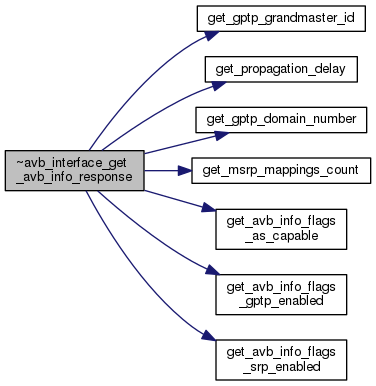 get_gptp_grandmaster_id
get_propagation_delay
get_gptp_domain_number
~avb_interface_get
_avb_info_response
get_msrp_mappings_count
get_avb_info_flags
_as_capable
get_avb_info_flags
_gptp_enabled
get_avb_info_flags
_srp_enabled